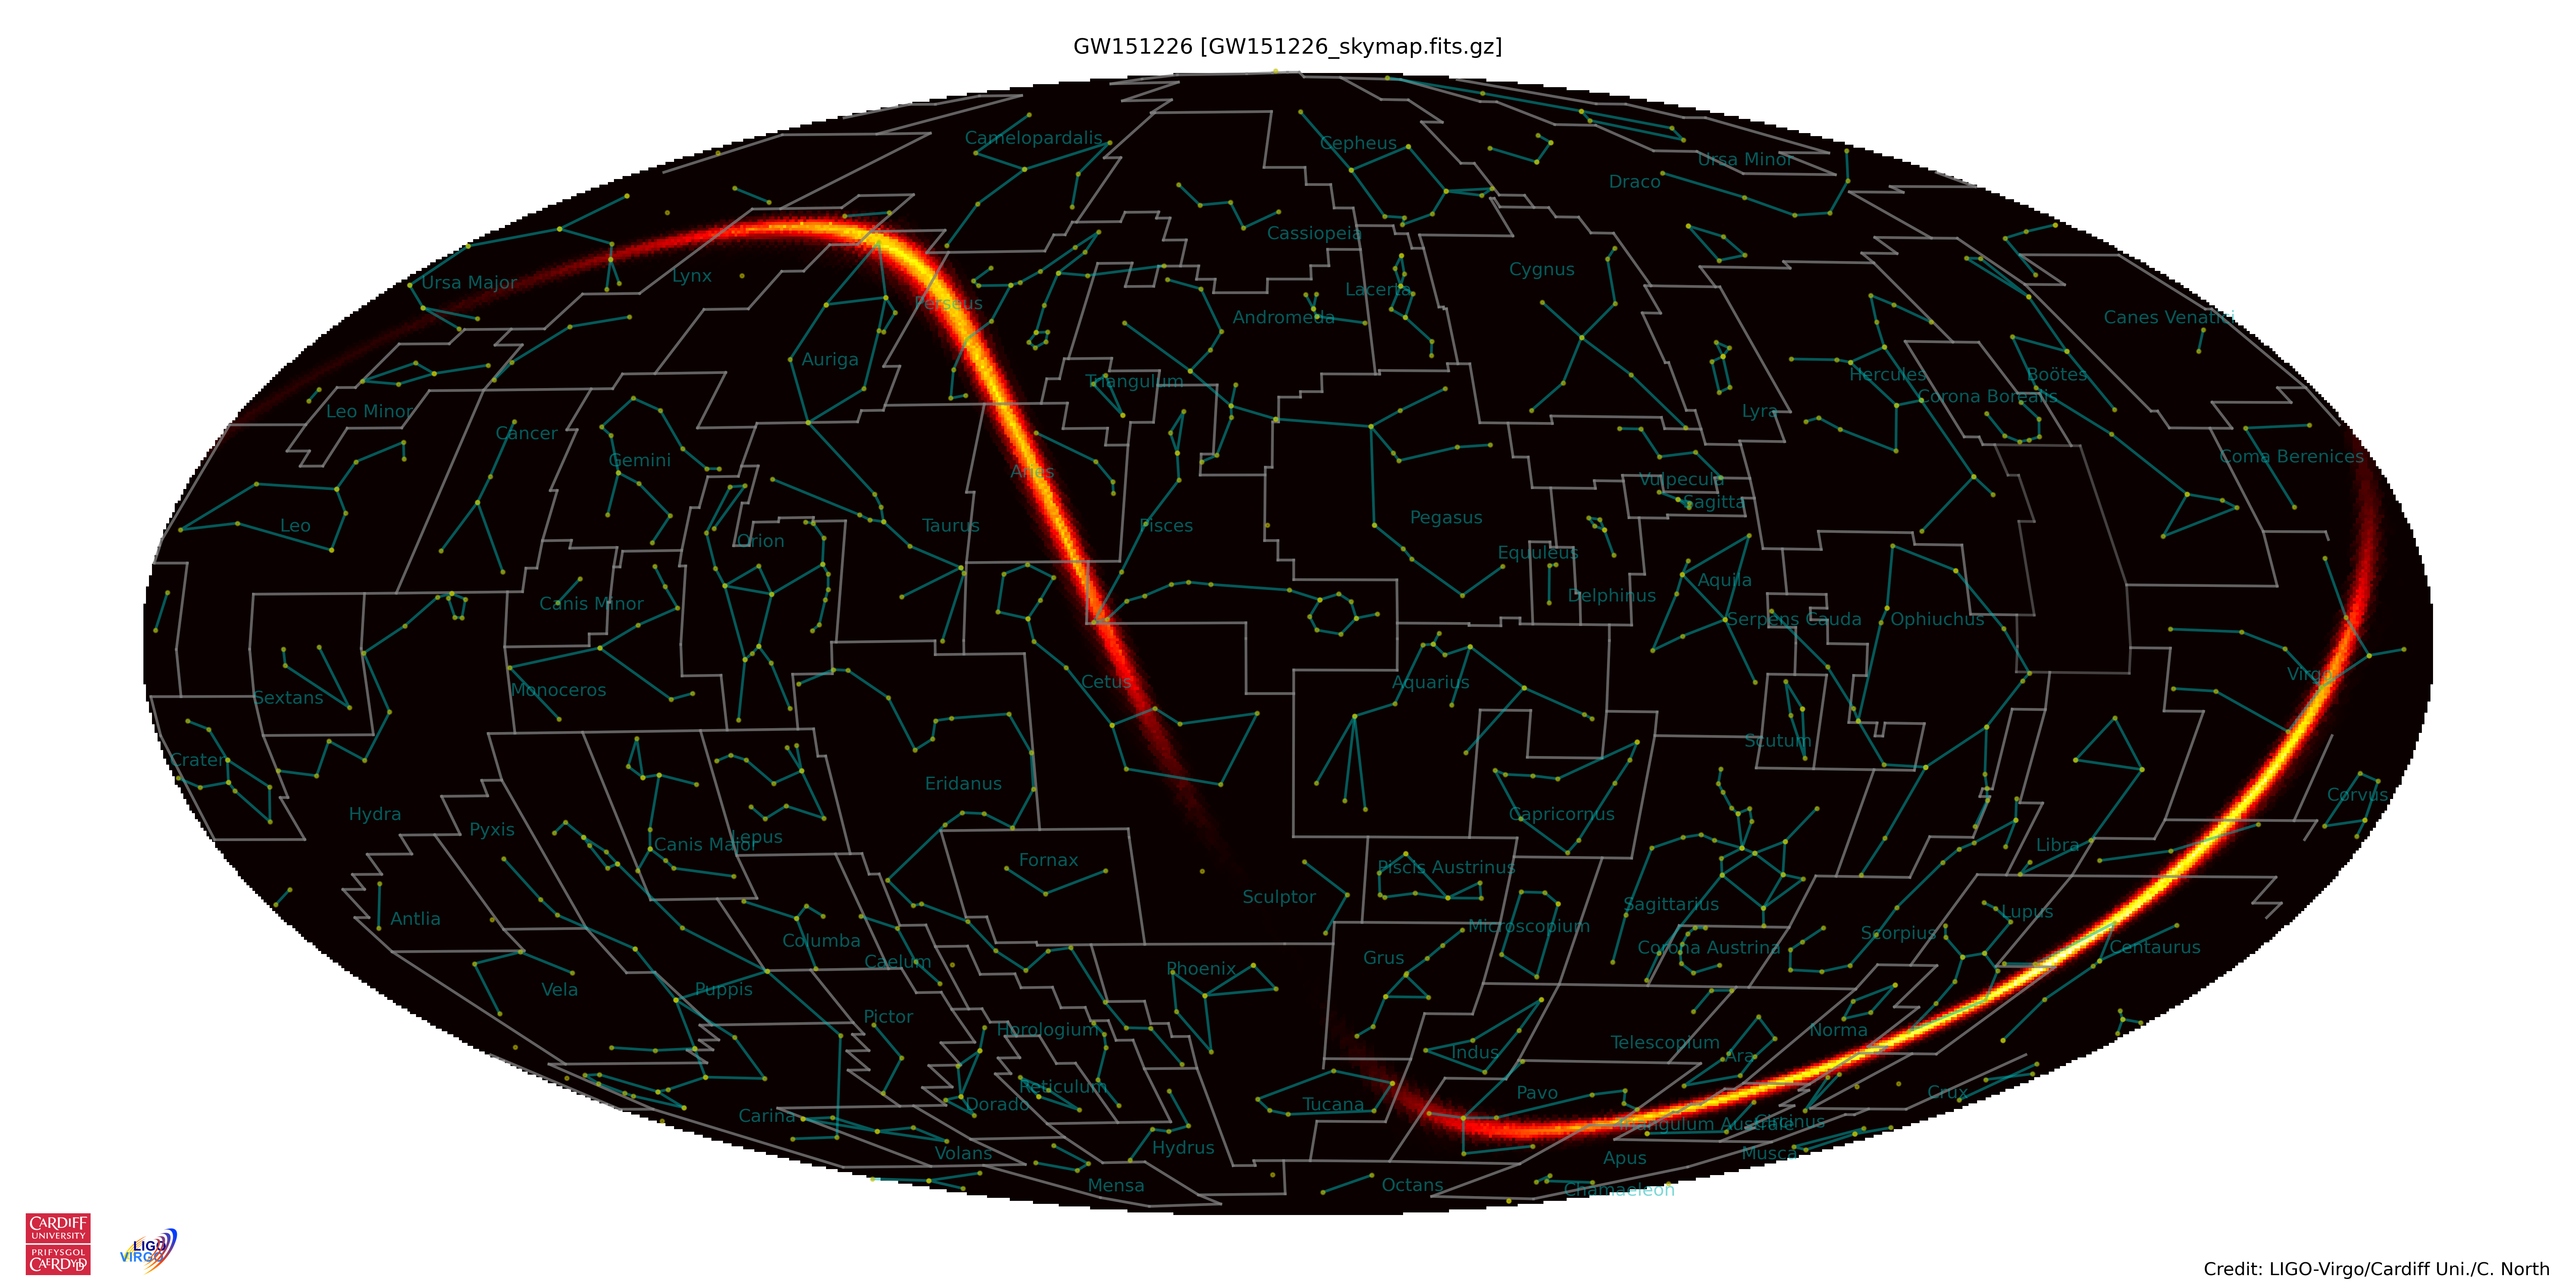 GW151226 [GW151226_skymap.fits.gz]
Camelopardalis
Cepheus
Ursa Minor
Draco
Cassiopeia
Cygnus
Lynx
Ursa Major
Lacerta
Perseus
Andromeda
Canes Venatici
Auriga
Hercules
Boötes
Triangulum
Corona Borealis
Leo Minor
Lyra
Cancer
Coma Berenices
Gemini
Aries
Vulpecula
Sagitta
Pegasus
Leo
Taurus
Pisces
Orion
Equuleus
Aquila
Delphinus
Canis Minor
Serpens Cauda
Ophiuchus
Virgo
Cetus
Aquarius
Monoceros
Sextans
Scutum
Crater
Eridanus
Corvus
Hydra
Capricornus
Pyxis
Lepus
Canis Major
Libra
Fornax
Piscis Austrinus
Sculptor
Sagittarius
Lupus
Antlia
Microscopium
Scorpius
Columba
Corona Austrina
Centaurus
Grus
Caelum
Phoenix
Vela
Puppis
Pictor
Horologium
Norma
Telescopium
Indus
Ara
Reticulum
Pavo
Crux
Dorado
Tucana
Carina
Circinus
Triangulum Australe
Hydrus
Volans
Musca
Apus
Mensa
Octans
Chamaeleon
CARDIFF
UNIVERSITY
PRIFYSGOL
CAERDYDD
LIGO
VIRGO
Credit: LIGO-Virgo/Cardiff Uni./C. North